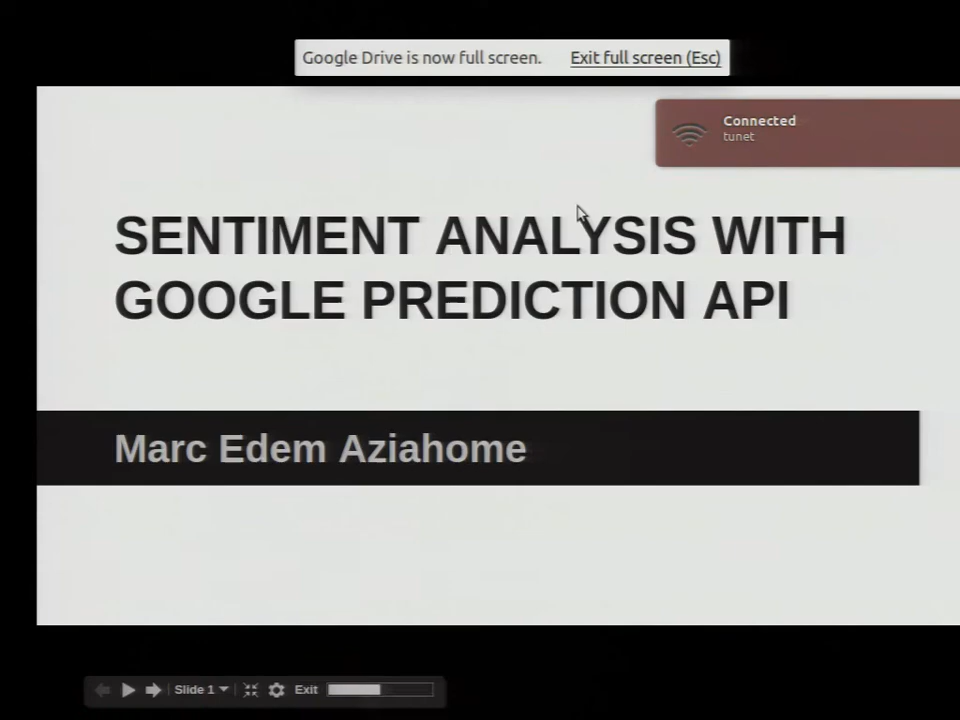 Google Drive is now full screen. Exit full screen (Esc)
Connected
tunet
SENTIMENT ANALYSIS WITH
GOOGLE PREDICTION API
Marc Edem Aziahome
Slide 1 Exit